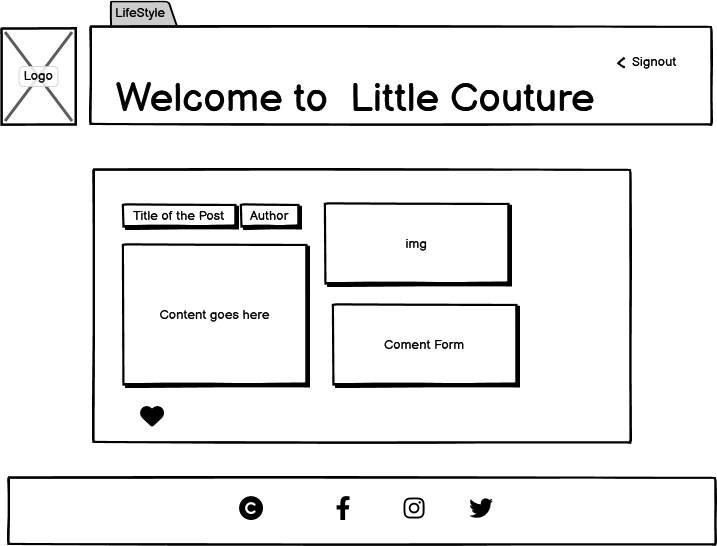 LifeStyle
Logo
Signout
Welcome to Little Couture
Title of the Post
Author
img
Content goes here
Coment Form